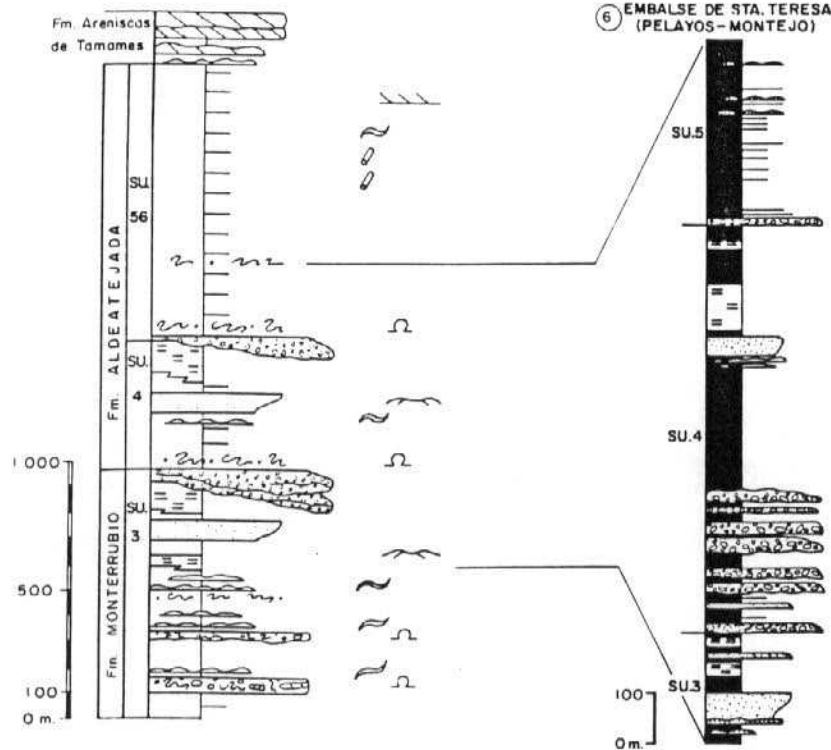 Fm. Areniscas
de Tamames
Fm. ALDEATEJADA
SU.
56
SU.
4
Fm. MONTERRUBIO
SU.
3
1 000
500
100
0 m.
6 EMBALSE DE STA. TERESA
(PELAYOS-MONTEJO)
SU.5
SU.4
SU.3
100
0 m.